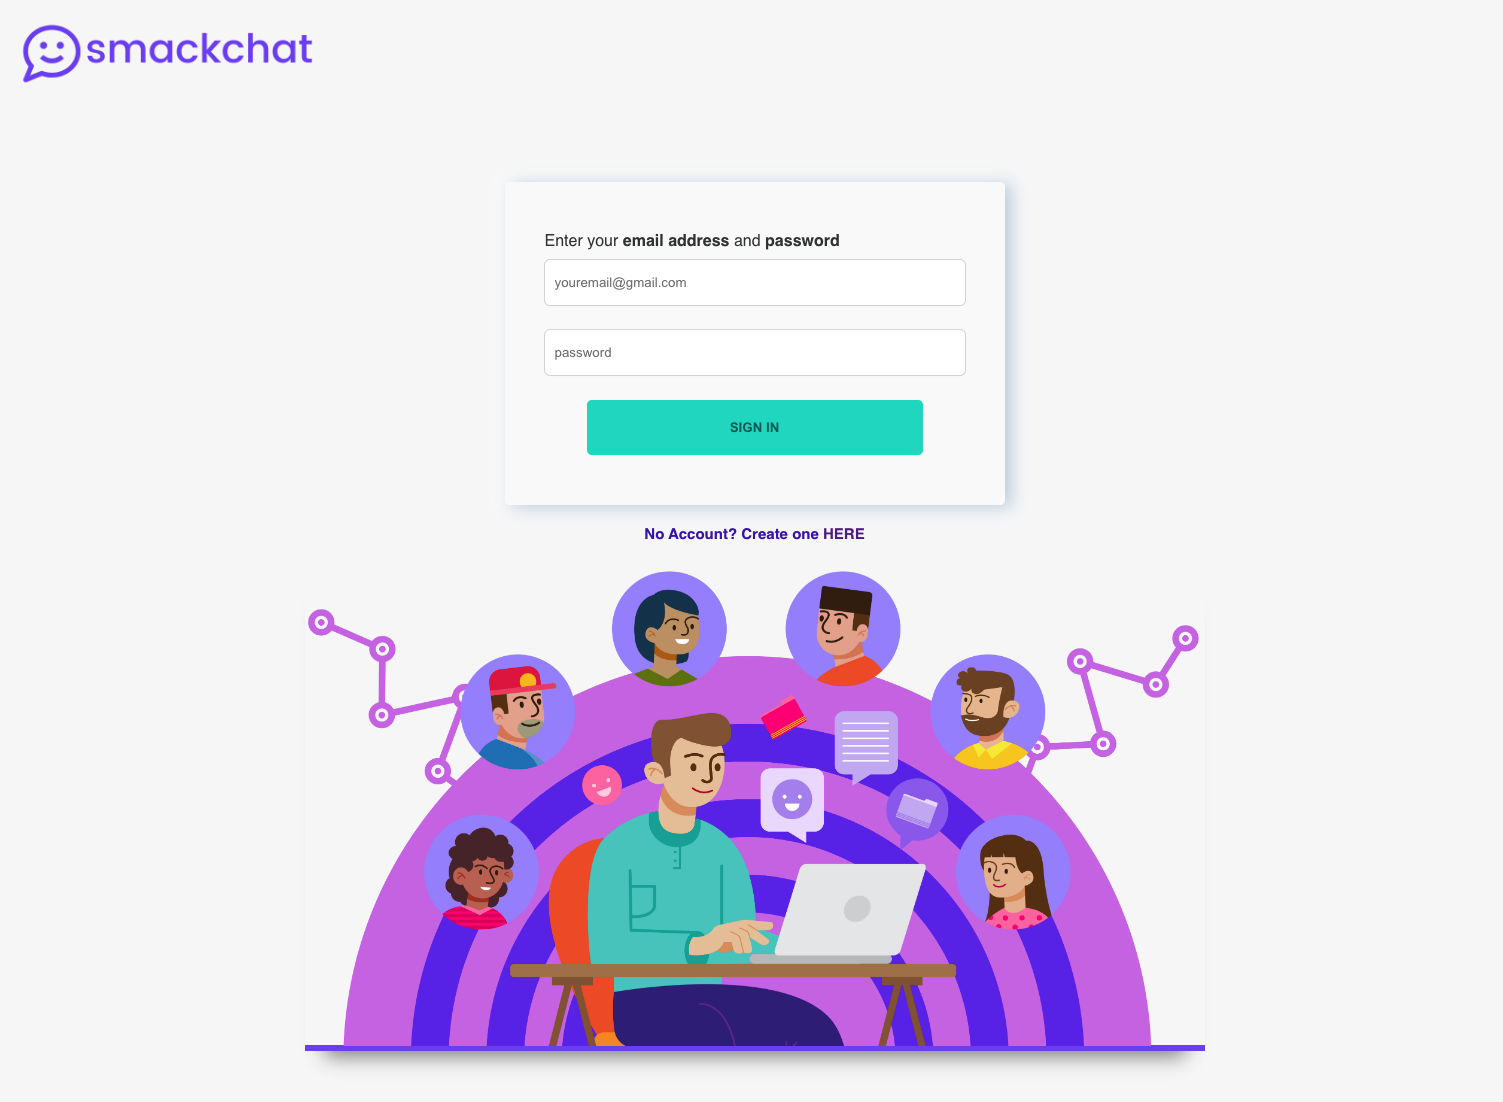 smackchat
Enter your email address and password
youremail@gmail.com
password
SIGN IN
No Account? Create one HERE